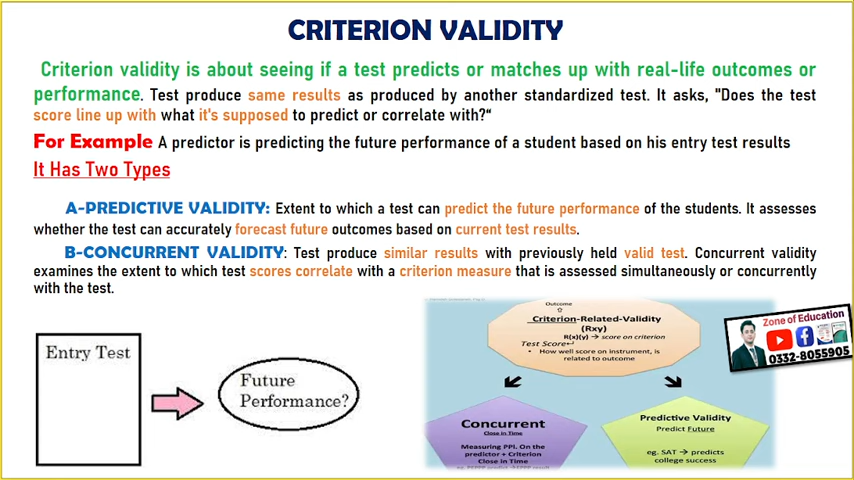 CRITERION VALIDITY
Criterion validity is about seeing if a test predicts or matches up with real-life outcomes or
performance. Test produce same results as produced by another standardized test. It asks, "Does the test
score line up with what it's supposed to predict or correlate with?"
For Example A predictor is predicting the future performance of a student based on his entry test results
It Has Two Types
A-PREDICTIVE VALIDITY: Extent to which a test can predict the future performance of the students. It assesses
whether the test can accurately forecast future outcomes based on current test results.
B-CONCURRENT VALIDITY: Test produce similar results with previously held valid test. Concurrent validity
examines the extent to which test scores correlate with a criterion measure that is assessed simultaneously or concurrently
with the test.
Entry Test
Future
Performance?
Outcome
⇧
Criterion-Related-Validity
(Rxy)
R(x)(y) → score on criterion
Test Score↵
• How well score on instrument, is
related to outcome
Concurrent
Close in Time
Measuring PPI. On the
predictor + Criterion
Close in Time
Predictive Validity
Predict Future
eg. SAT → predicts
college success
Zone of Education
0332-8055905